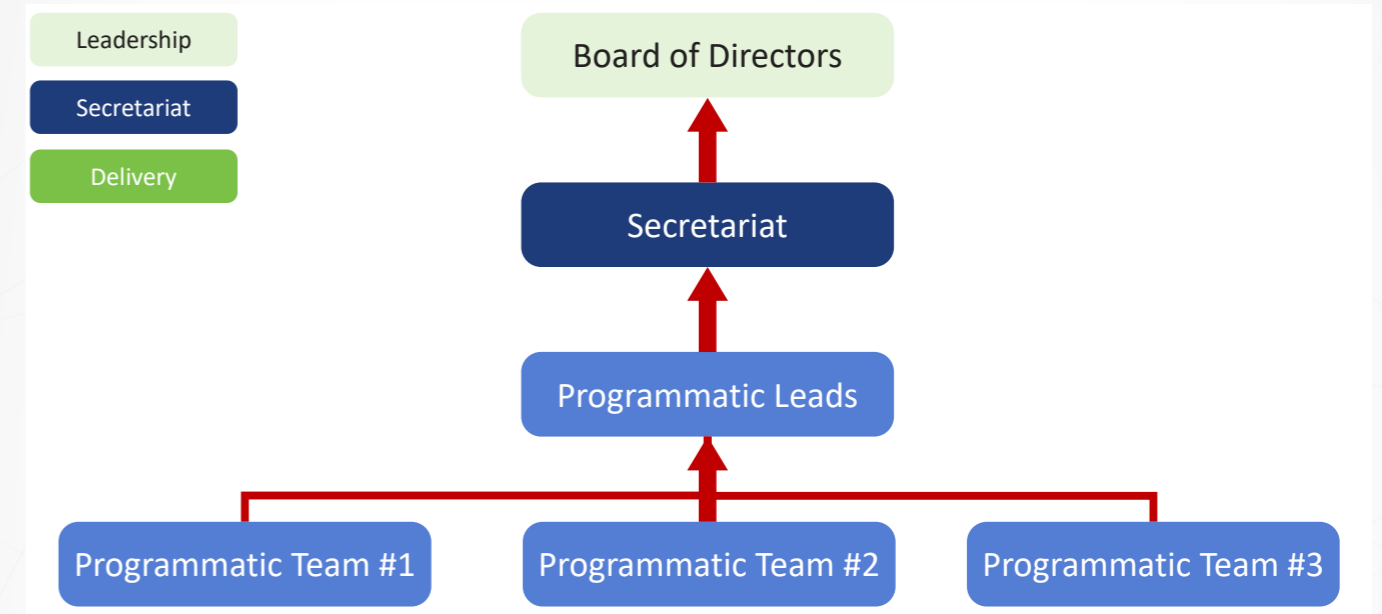 Leadership
Secretariat
Delivery
Board of Directors
Secretariat
Programmatic Leads
Programmatic Team #1
Programmatic Team #2
Programmatic Team #3